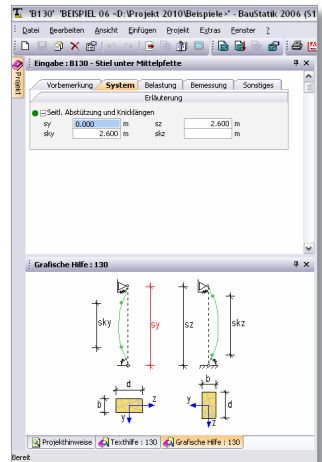 'B130' 'BEISPIEL 06 <D:\Projekt 2010\Beispiele>' - BauStatik 2006 (S1
Datei Bearbeiten Ansicht Einfügen Projekt Extras Fenster ?
Projekt
Eingabe : B130 - Stiel unter Mittelpfette
Vorbemerkung System Belastung Bemessung Sonstiges
Erläuterung
Seitl. Abstützung und Knicklängen
sy 0.000 m sz 2.600 m
sky 2.600 m skz m
Grafische Hilfe : 130
sky sy sz skz
d b
b z y d
y z
Projekthinweise Texthilfe : 130 Grafische Hilfe : 130
Bereit